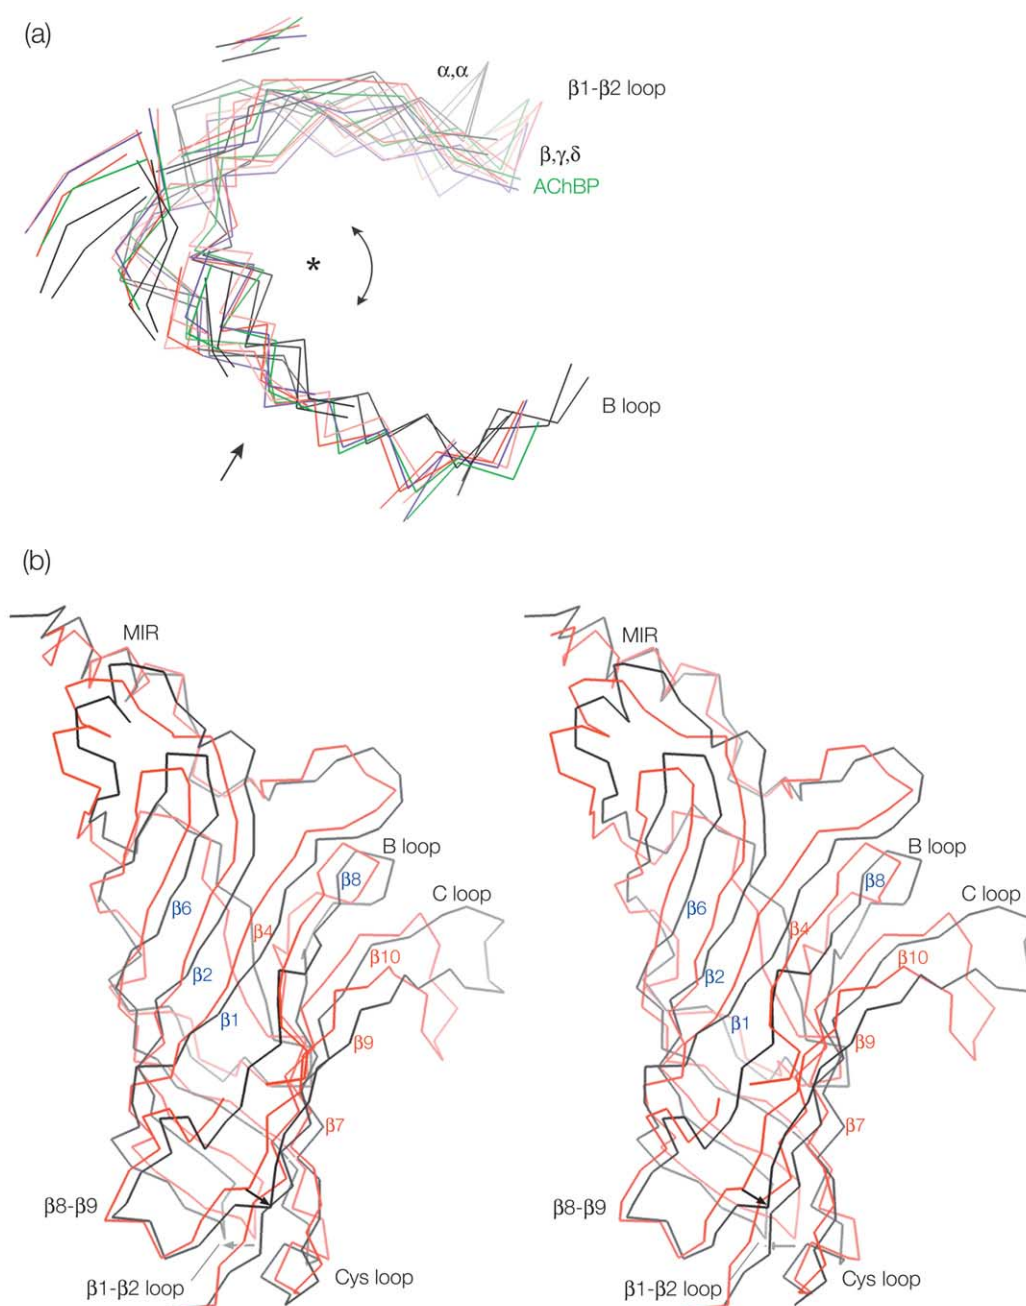 (a)
α,α
β1-β2 loop
β,γ,δ
AChBP
*
B loop
(b)
MIR
MIR
B loop
B loop
β8
β8
C loop
C loop
β6
β6
β4
β4
β10
β10
β2
β2
β1
β1
β9
β9
β7
β7
β8-β9
β8-β9
β1-β2 loop
Cys loop
β1-β2 loop
Cys loop